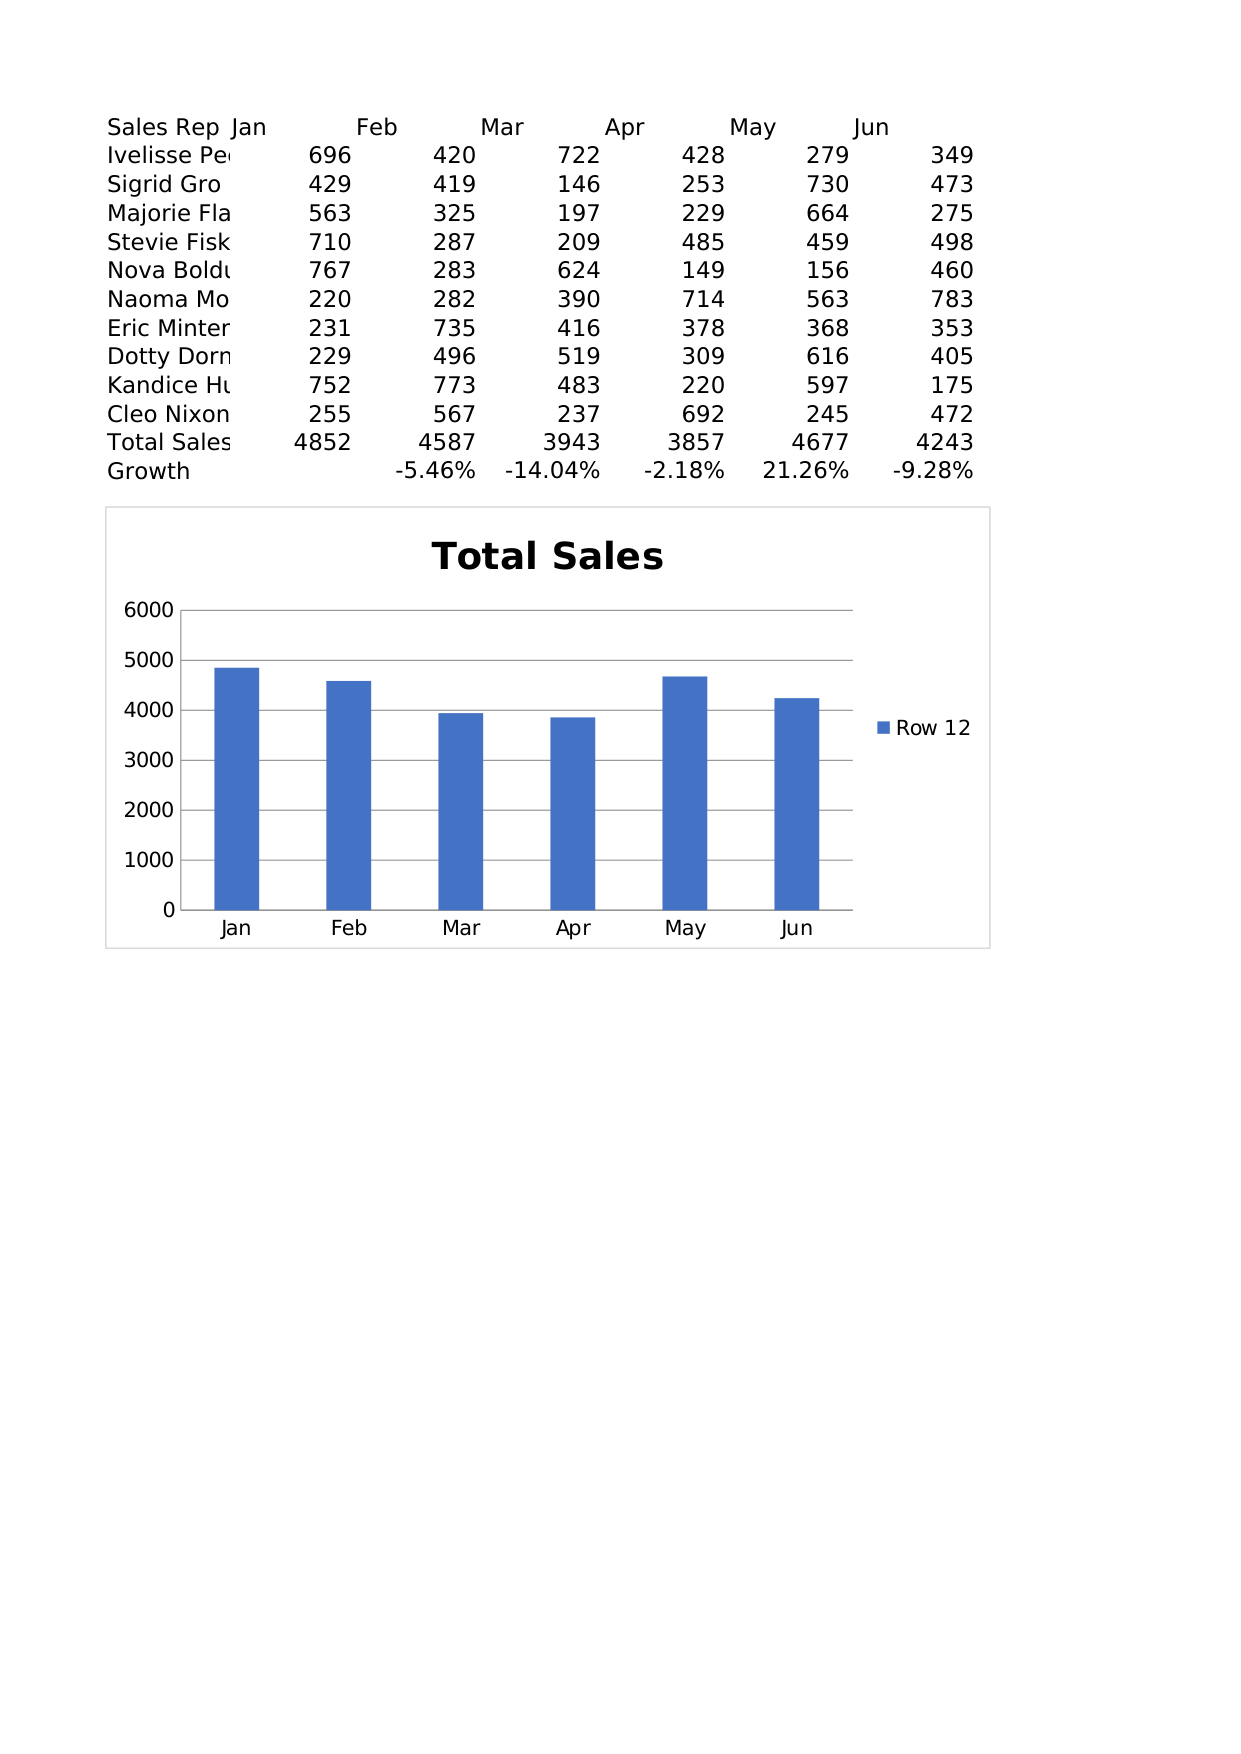 Sales Rep Jan Feb Mar Apr May Jun
Ivelisse 696 420 722 428 279 349
Sigrid Gro 429 419 146 253 730 473
Majorie Fla 563 325 197 229 664 275
Stevie Fisk 710 287 209 485 459 498
Nova 767 283 624 149 156 460
Naoma Mo 220 282 390 714 563 783
Eric Minter 231 735 416 378 368 353
Dotty Dorn 229 496 519 309 616 405
Kandice 752 773 483 220 597 175
Cleo Nixon 255 567 237 692 245 472
Total Sales 4852 4587 3943 3857 4677 4243
Growth -5.46% -14.04% -2.18% 21.26% -9.28%
Total Sales
6000
5000
4000
3000
2000
1000
0
Jan Feb Mar Apr May Jun
Row 12